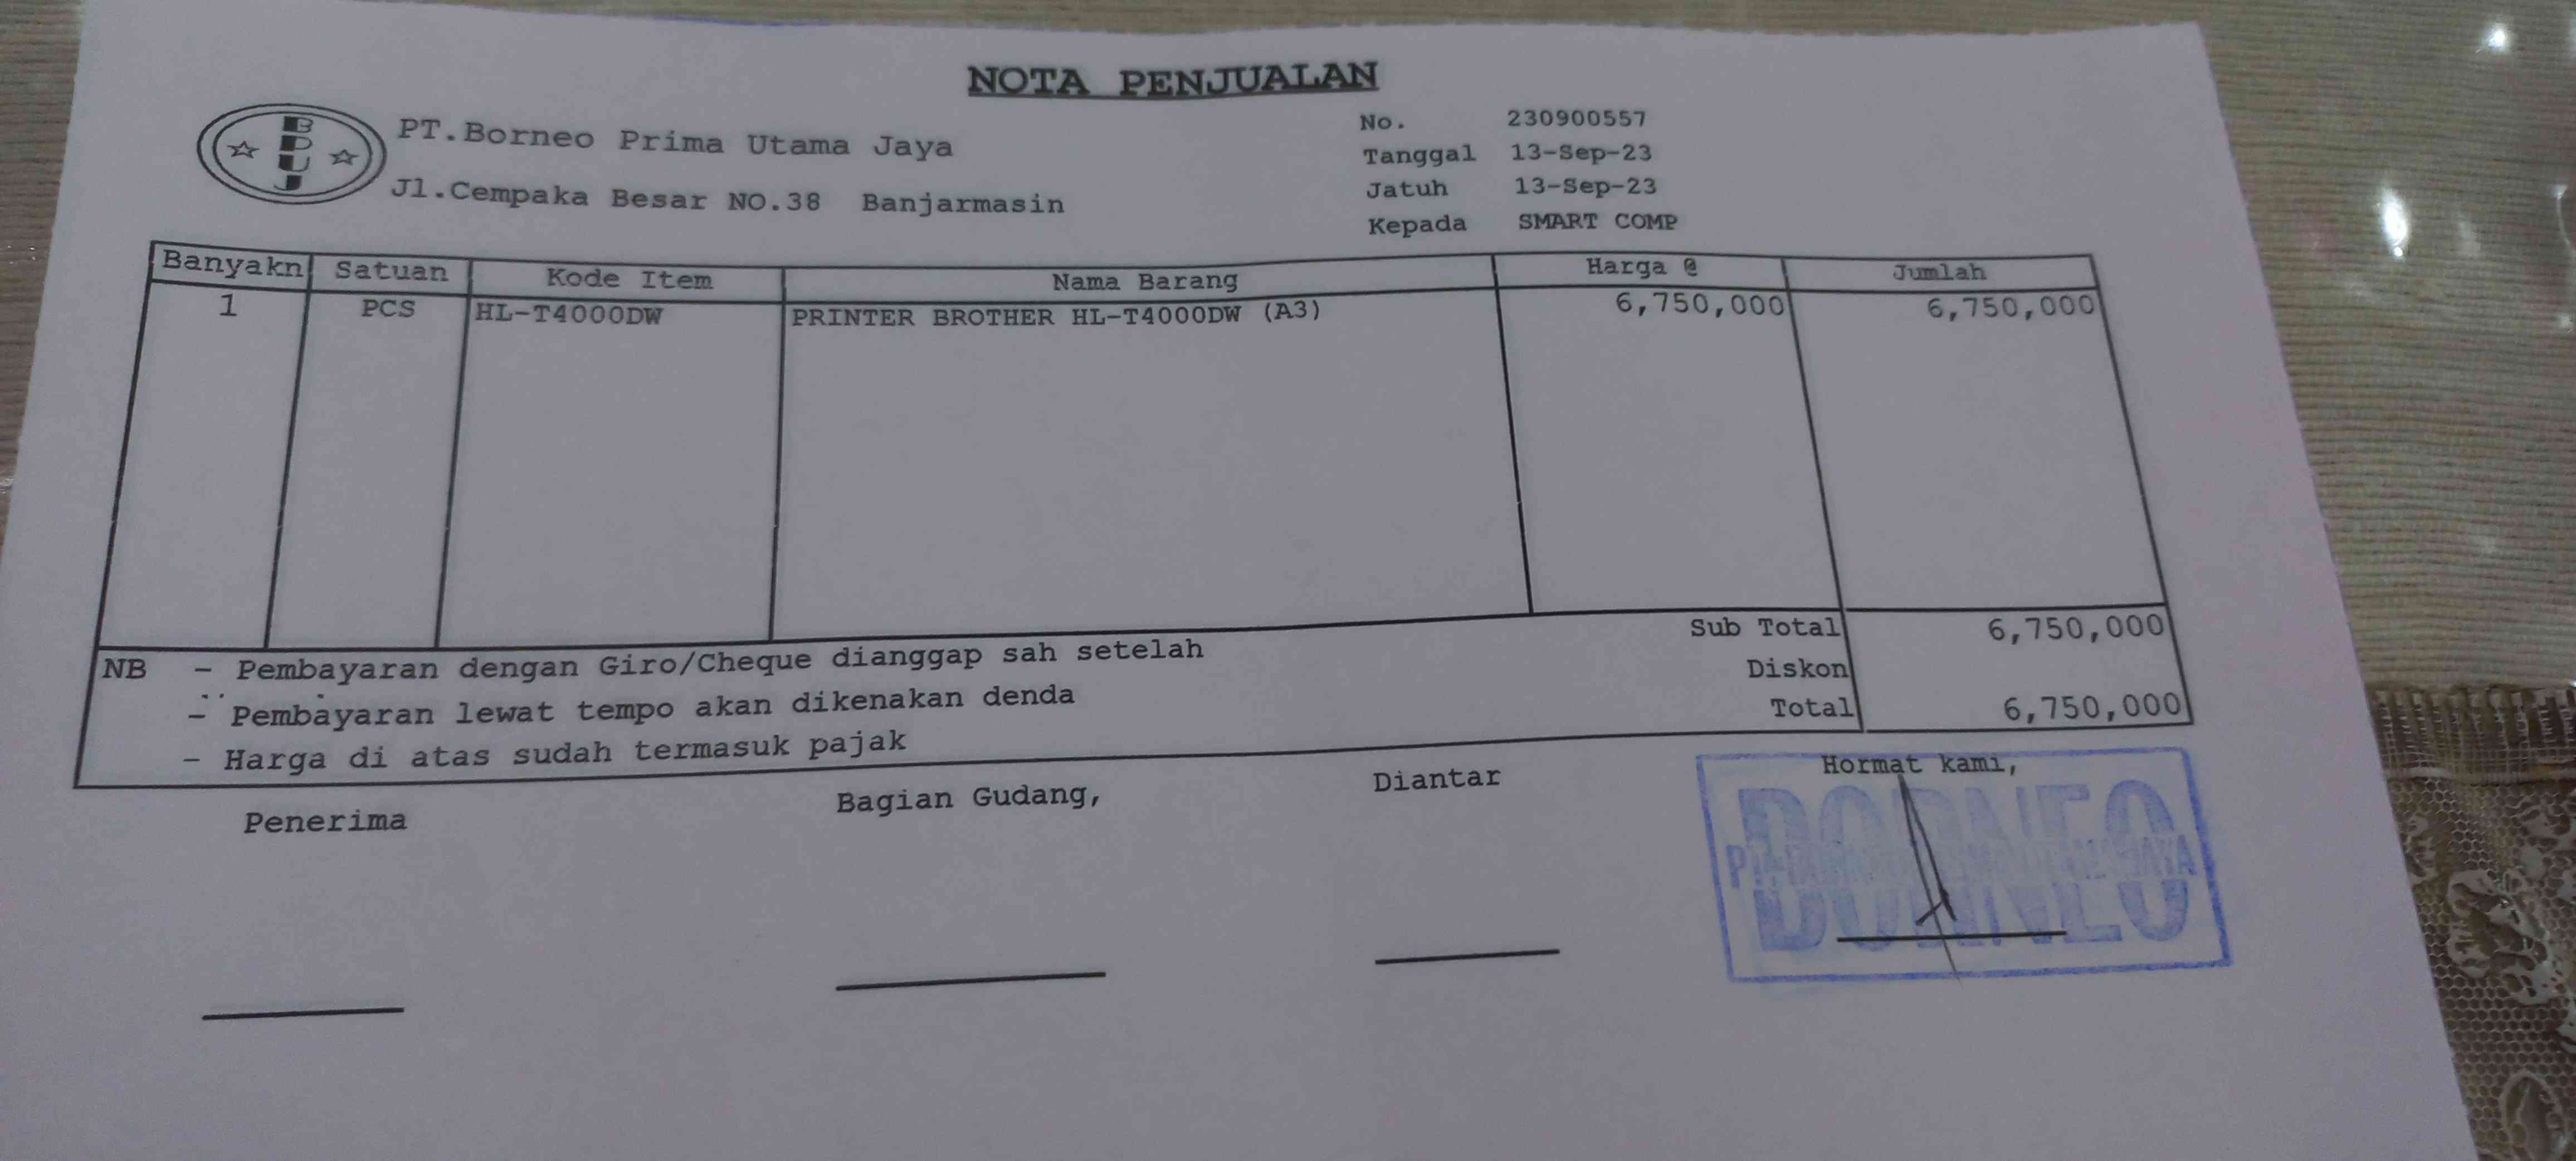 NOTA PENJUALAN
BPUJ
PT.Borneo Prima Utama Jaya
Jl.Cempaka Besar NO.38 Banjarmasin
No. 230900557
Tanggal 13-Sep-23
Jatuh 13-Sep-23
Kepada SMART COMP
Banyakn Satuan Kode Item Nama Barang Harga @ Jumlah
1 PCS HL-T4000DW PRINTER BROTHER HL-T4000DW (A3) 6,750,000 6,750,000
Sub Total 6,750,000
Diskon
Total 6,750,000
NB - Pembayaran dengan Giro/Cheque dianggap sah setelah
- Pembayaran lewat tempo akan dikenakan denda
- Harga di atas sudah termasuk pajak
Penerima Bagian Gudang, Diantar Hormat kami,
BORNEO